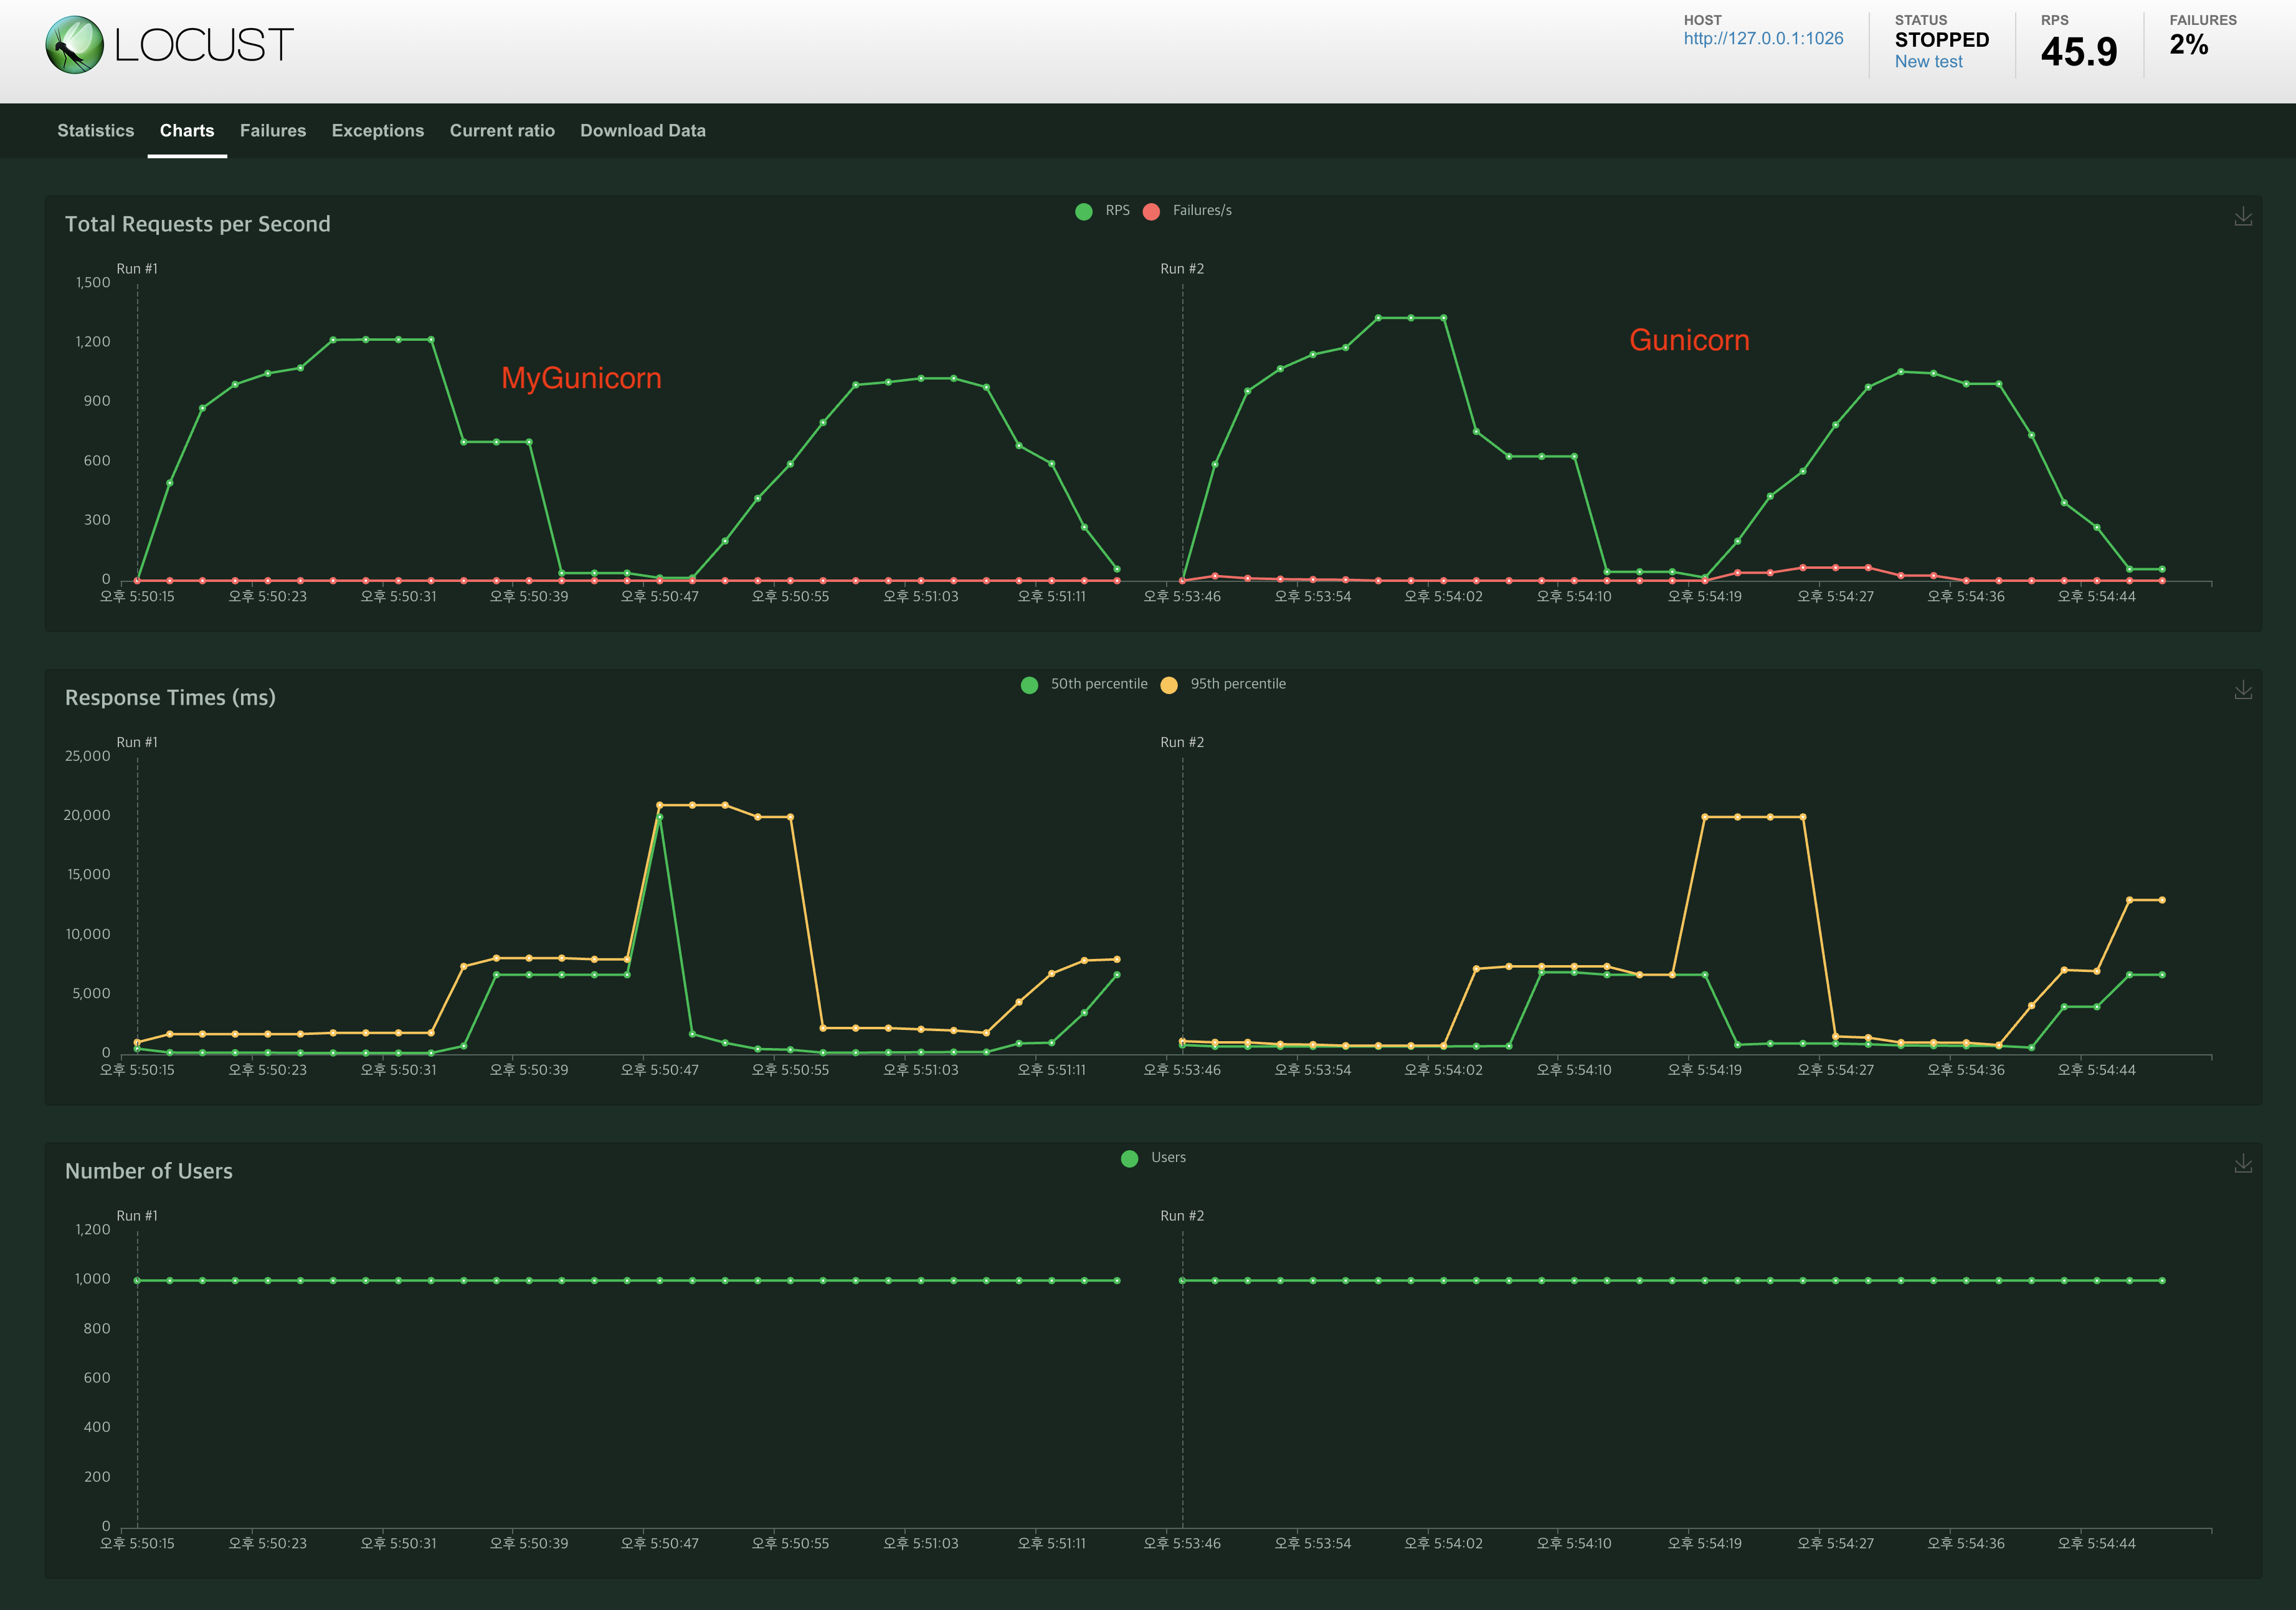 LOCUST
HOST
http://127.0.0.1:1026
STATUS
STOPPED
New test
RPS
45.9
FAILURES
2%
Statistics Charts Failures Exceptions Current ratio Download Data
Total Requests per Second
RPS Failures/s
Run #1 Run #2
1,500
1,200
900
600
300
0
MyGunicorn
Gunicorn
오후 5:50:15 오후 5:50:23 오후 5:50:31 오후 5:50:39 오후 5:50:47 오후 5:50:55 오후 5:51:03 오후 5:51:11 오후 5:53:46 오후 5:53:54 오후 5:54:02 오후 5:54:10 오후 5:54:19 오후 5:54:27 오후 5:54:36 오후 5:54:44
Response Times (ms)
50th percentile 95th percentile
Run #1 Run #2
25,000
20,000
15,000
10,000
5,000
0
오후 5:50:15 오후 5:50:23 오후 5:50:31 오후 5:50:39 오후 5:50:47 오후 5:50:55 오후 5:51:03 오후 5:51:11 오후 5:53:46 오후 5:53:54 오후 5:54:02 오후 5:54:10 오후 5:54:19 오후 5:54:27 오후 5:54:36 오후 5:54:44
Number of Users
Users
Run #1 Run #2
1,200
1,000
800
600
400
200
0
오후 5:50:15 오후 5:50:23 오후 5:50:31 오후 5:50:39 오후 5:50:47 오후 5:50:55 오후 5:51:03 오후 5:51:11 오후 5:53:46 오후 5:53:54 오후 5:54:02 오후 5:54:10 오후 5:54:19 오후 5:54:27 오후 5:54:36 오후 5:54:44